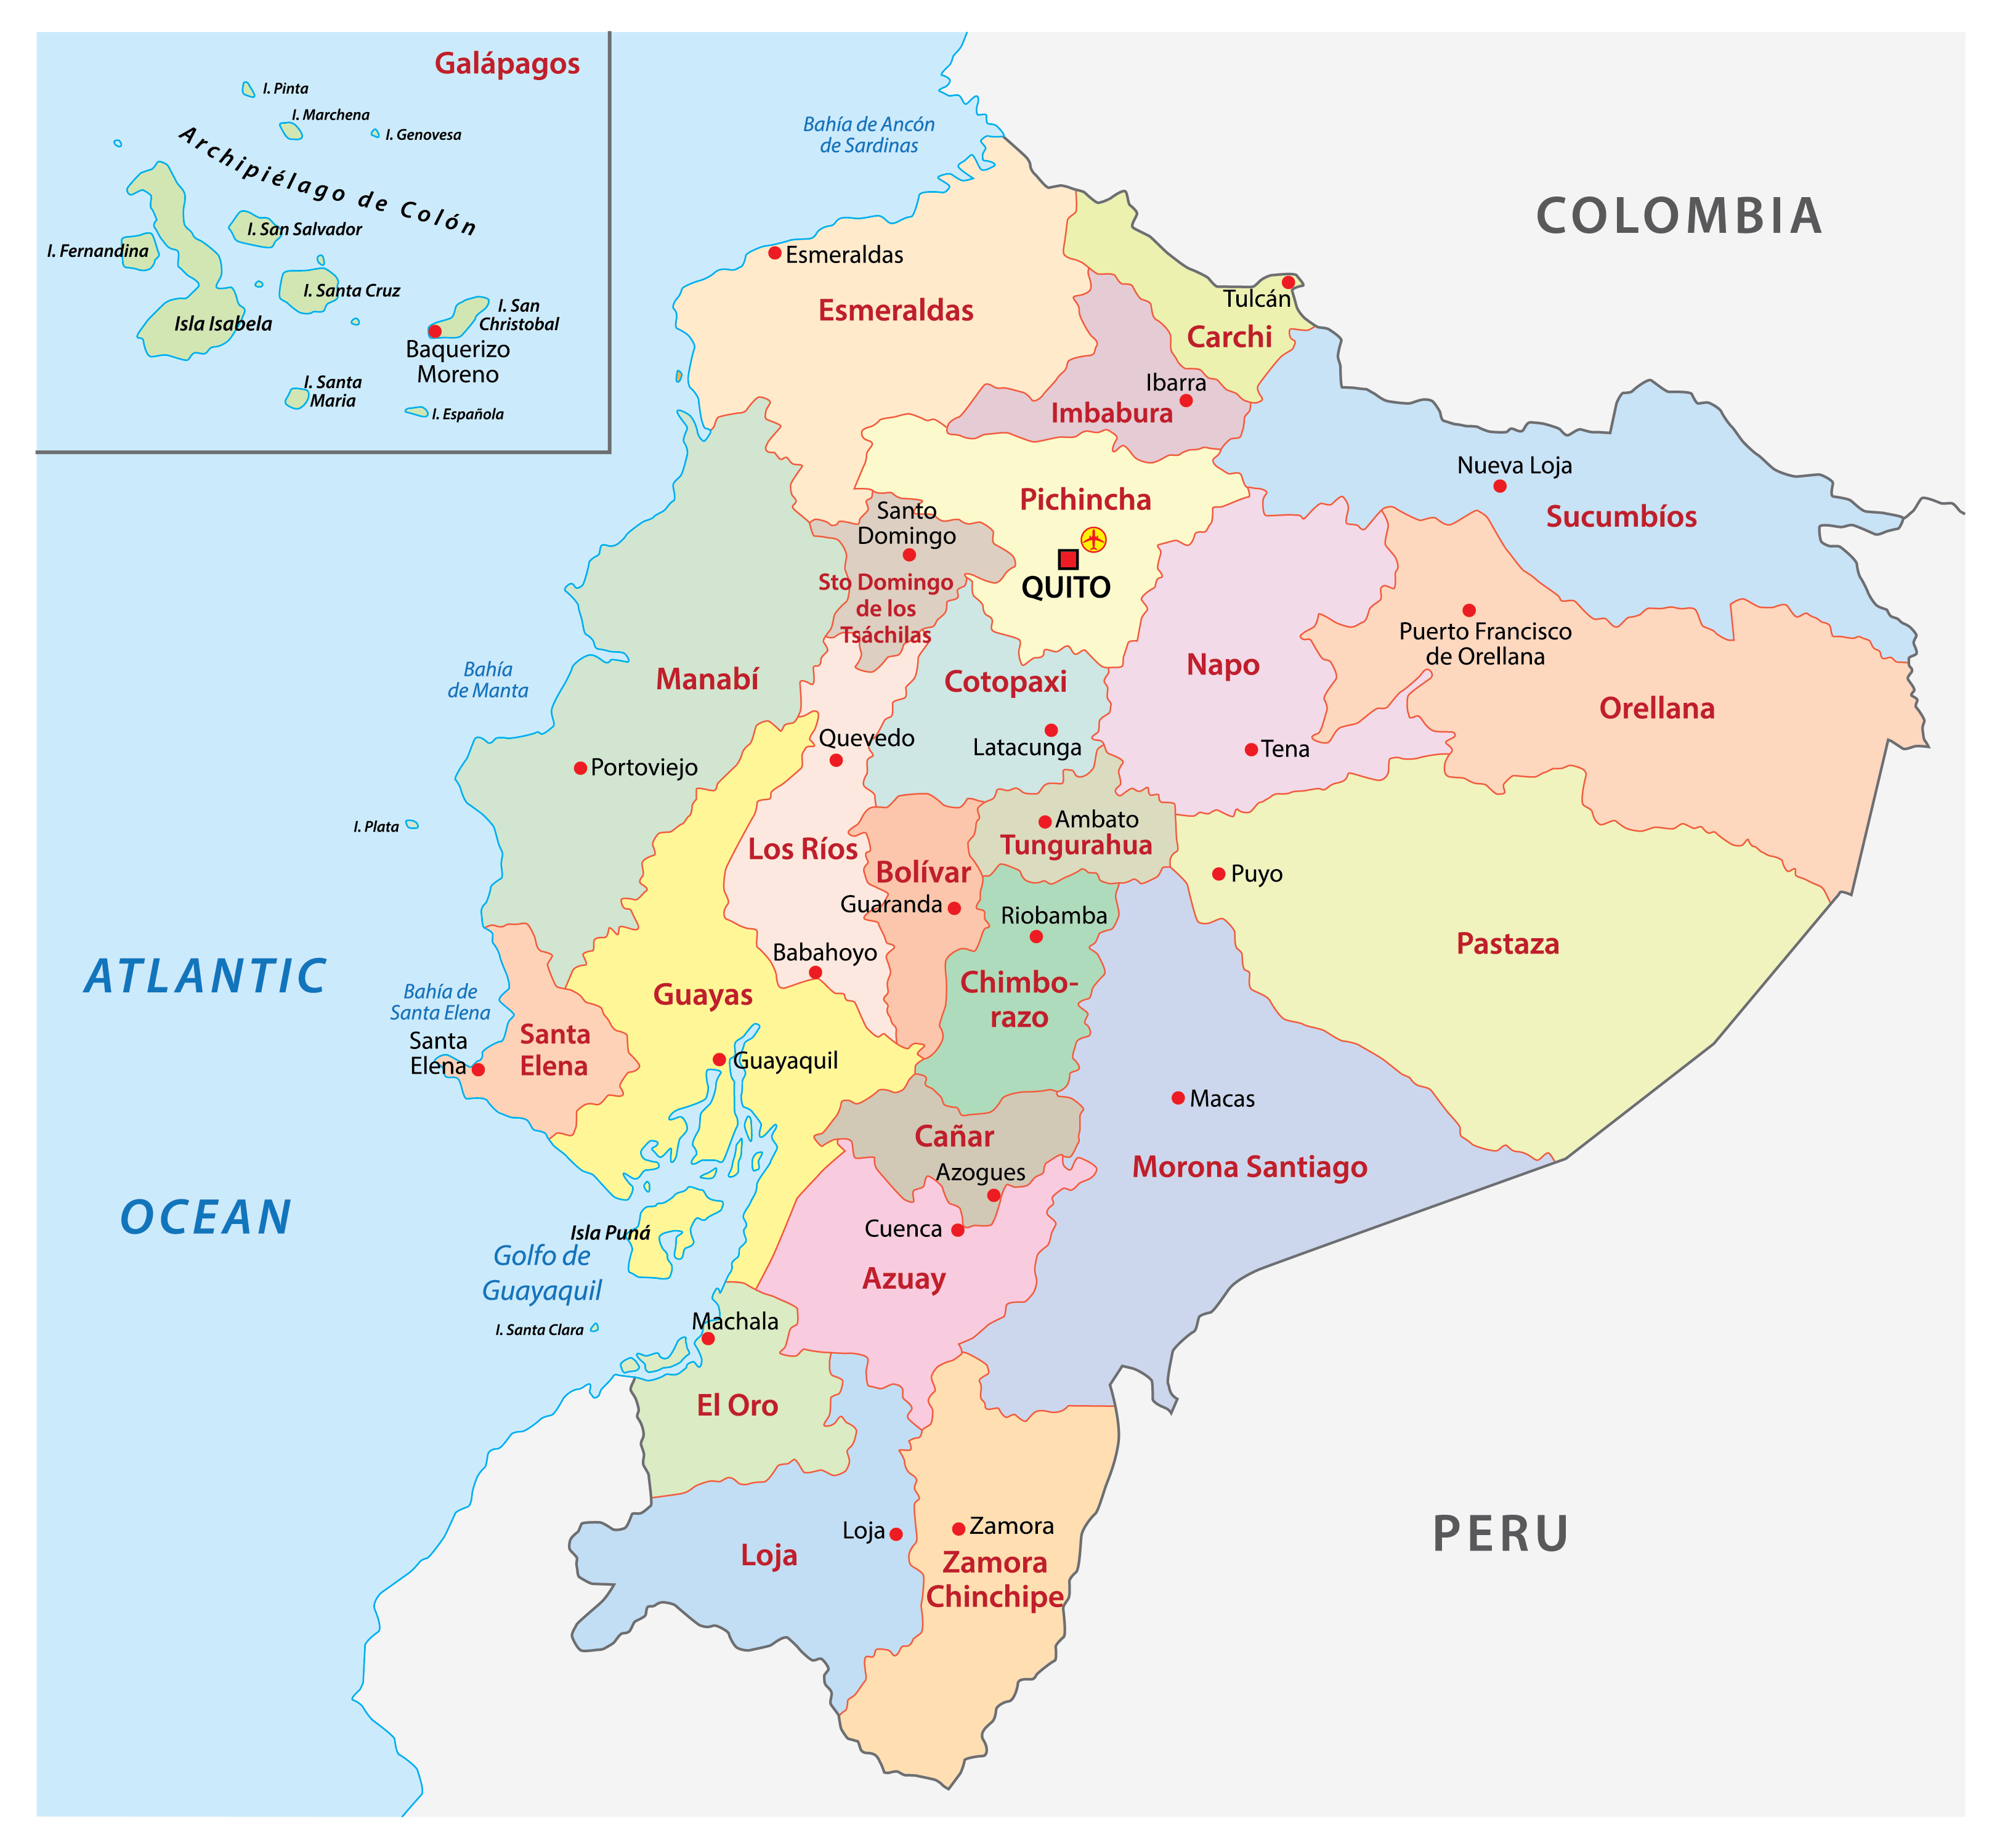 Galápagos
I. Pinta
I. Marchena
I. Genovesa
Archipiélago de Colón
I. San Salvador
I. Fernandina
I. Santa Cruz
I. San
Christobal
Isla Isabela
Baquerizo
Moreno
I. Santa
Maria
I. Española
Bahía de Ancón
de Sardinas
COLOMBIA
Esmeraldas
Esmeraldas
Tulcán
Carchi
Ibarra
Imbabura
Nueva Loja
Sucumbíos
Pichincha
Santo
Domingo
QUITO
Sto Domingo
de los
Tsáchilas
Puerto Francisco
de Orellana
Bahía
de Manta
Manabí
Cotopaxi
Napo
Orellana
Quevedo
Latacunga
Tena
Portoviejo
I. Plata
Ambato
Tungurahua
Los Ríos
Bolívar
Puyo
Guaranda
Riobamba
Pastaza
Babahoyo
ATLANTIC
Guayas
Chimbo-
razo
Bahía de
Santa Elena
Santa
Elena
Santa
Elena
Guayaquil
Macas
Cañar
Azogues
Morona Santiago
OCEAN
Isla Puná
Cuenca
Golfo de
Guayaquil
Azuay
I. Santa Clara
Machala
El Oro
Loja
Zamora
PERU
Loja
Zamora
Chinchipe